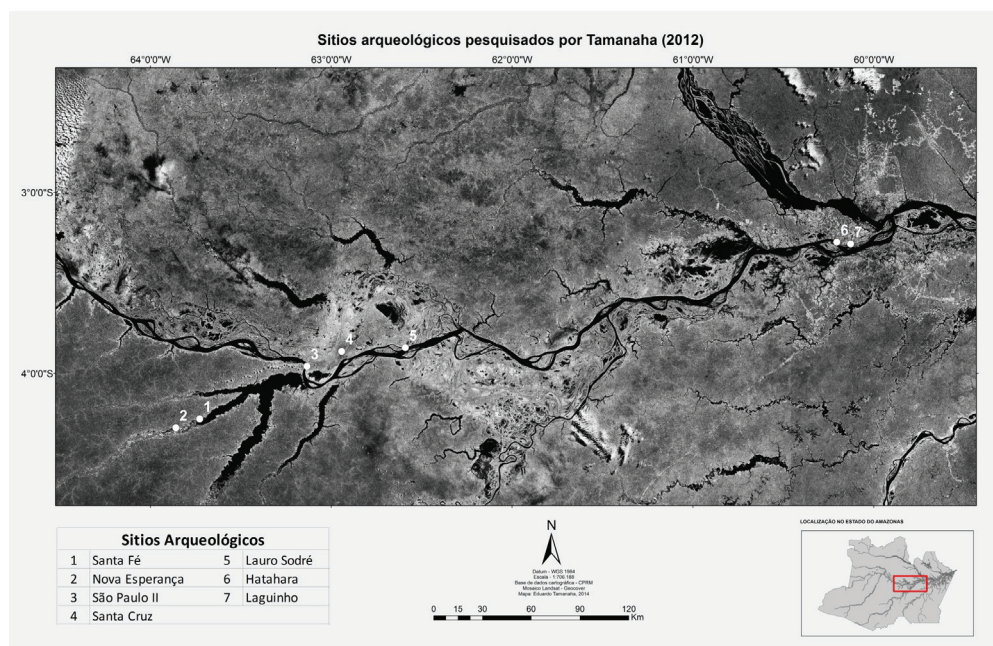 Sitios arqueológicos pesquisados por Tamanaha (2012)
64°0'0"W 63°0'0"W 62°0'0"W 61°0'0"W 60°0'0"W
3°0'0"S
4°0'0"S
6 7
5
4
3
1
2
Sitios Arqueológicos
1 Santa Fé 5 Lauro Sodré
2 Nova Esperança 6 Hatahara
3 São Paulo II 7 Laguinho
4 Santa Cruz
N
Datum - WGS 1984
Escala - 1:706.188
Base de dados cartográfica - CPRM
Mosaico Landsat - Geocover
Mapa: Eduardo Tamanaha, 2014
0 15 30 60 90 120
Km
LOCALIZAÇÃO NO ESTADO DO AMAZONAS